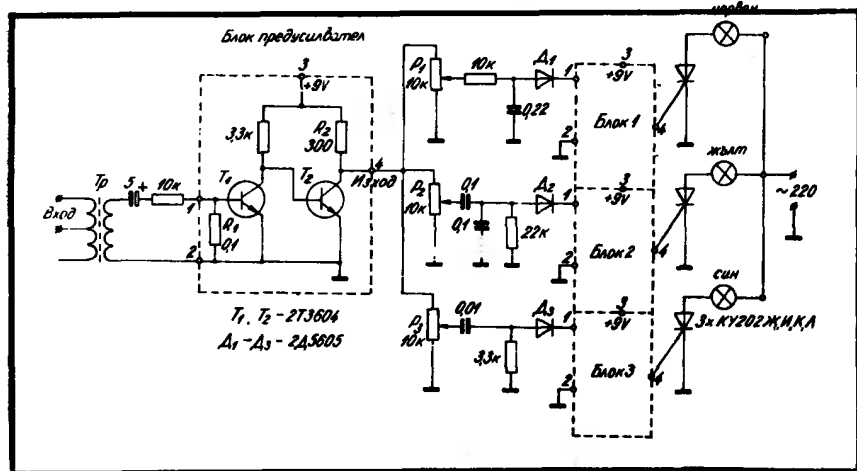 червен
Блок предусилвател
3
+9V
3,3к
R2
300
T1
T2
Изход
4
Тр
Вход
5 +
10к
1
R1
0,1
2
P1
10к
10к
0,22
Д1
1
2
3
+9V
Блок 1
4
P2
10к
0,1
0,1
22к
Д2
1
2
3
+9V
Блок 2
4
жълт
~220
P3
10к
0,01
3,3к
Д3
1
2
3
+9V
Блок 3
4
син
3хКУ202Ж,И,К,А
T1, T2 - 2T3604
Д1 - Д3 - 2Д5605